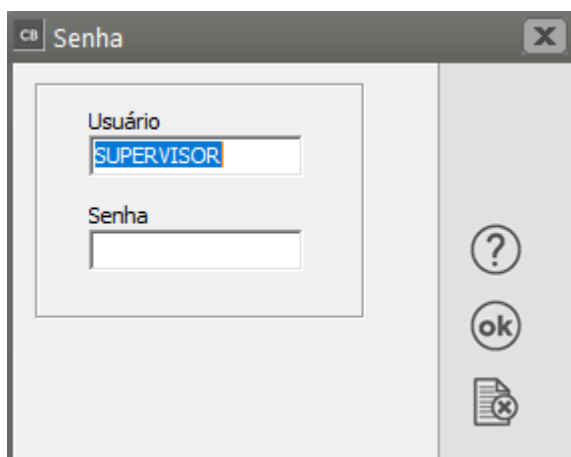 CB Senha
Usuário
SUPERVISOR
Senha
?
ok